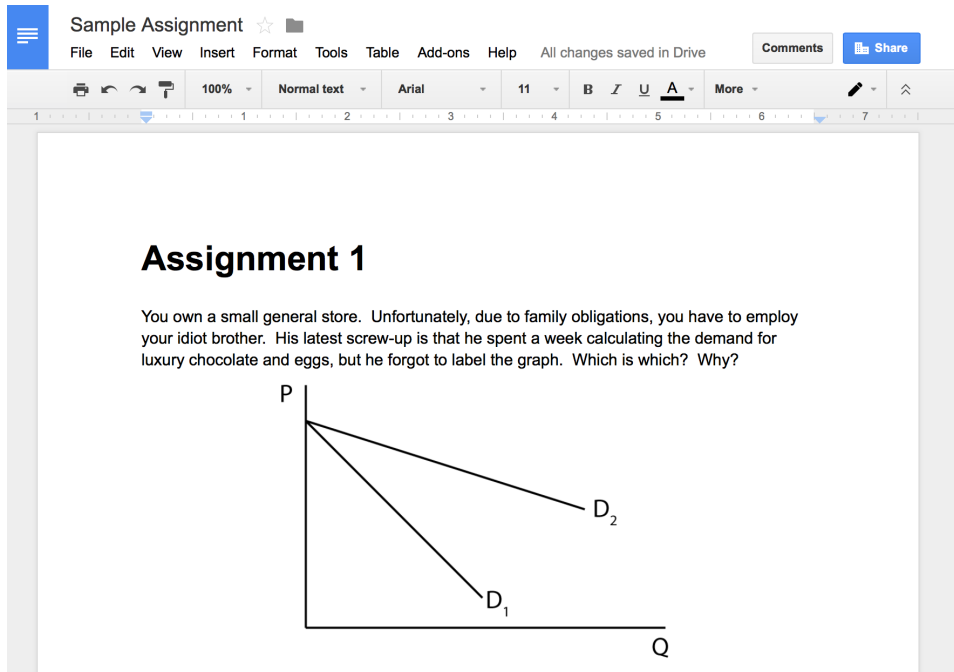 Sample Assignment
File Edit View Insert Format Tools Table Add-ons Help All changes saved in Drive
Comments
Share
100% Normal text Arial 11 B I U A More
1 1 2 3 4 5 6 7
Assignment 1
You own a small general store. Unfortunately, due to family obligations, you have to employ
your idiot brother. His latest screw-up is that he spent a week calculating the demand for
luxury chocolate and eggs, but he forgot to label the graph. Which is which? Why?
P
D2
D1
Q